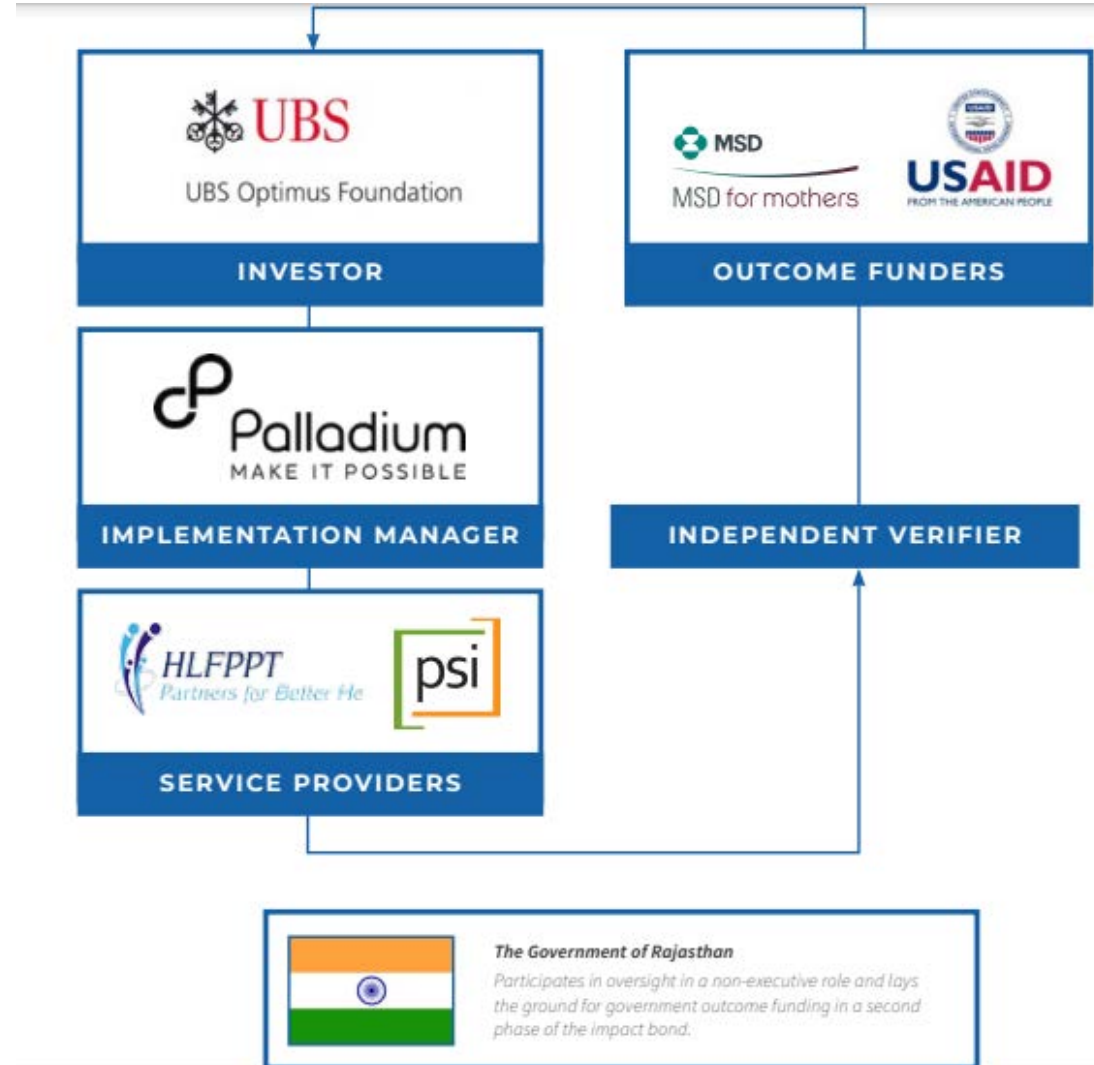 UBS
UBS Optimus Foundation
INVESTOR
MSD
MSD for mothers
USAID
USAID
FROM THE AMERICAN PEOPLE
OUTCOME FUNDERS
Palladium
MAKE IT POSSIBLE
IMPLEMENTATION MANAGER
INDEPENDENT VERIFIER
HLFPPT
Partners for Better He
psi
SERVICE PROVIDERS
The Government of Rajasthan
Participates in oversight in a non-executive role and lays
the ground for government outcome funding in a second
phase of the impact bond.